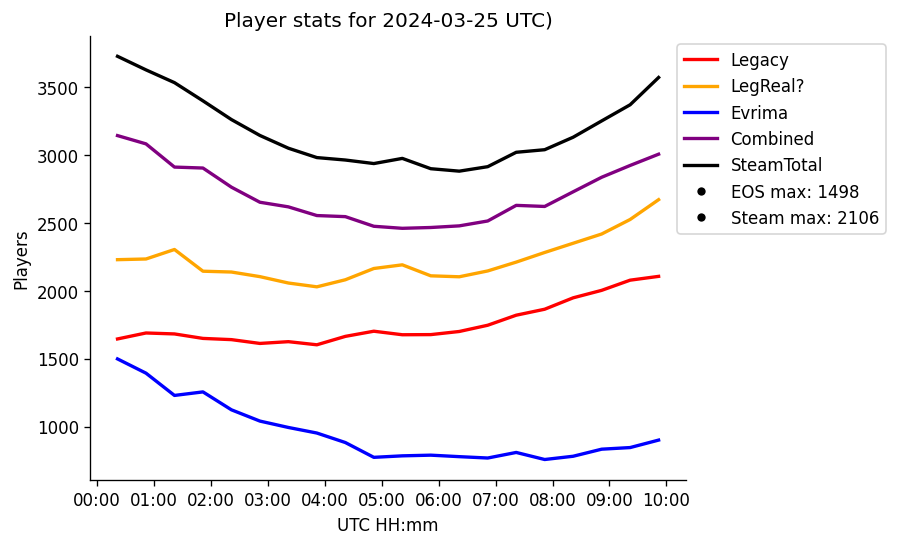 Player stats for 2024-03-25 UTC)
Legacy
LegReal?
Evrima
Combined
SteamTotal
EOS max: 1498
Steam max: 2106
Players
3500
3000
2500
2000
1500
1000
00:00 01:00 02:00 03:00 04:00 05:00 06:00 07:00 08:00 09:00 10:00
UTC HH:mm